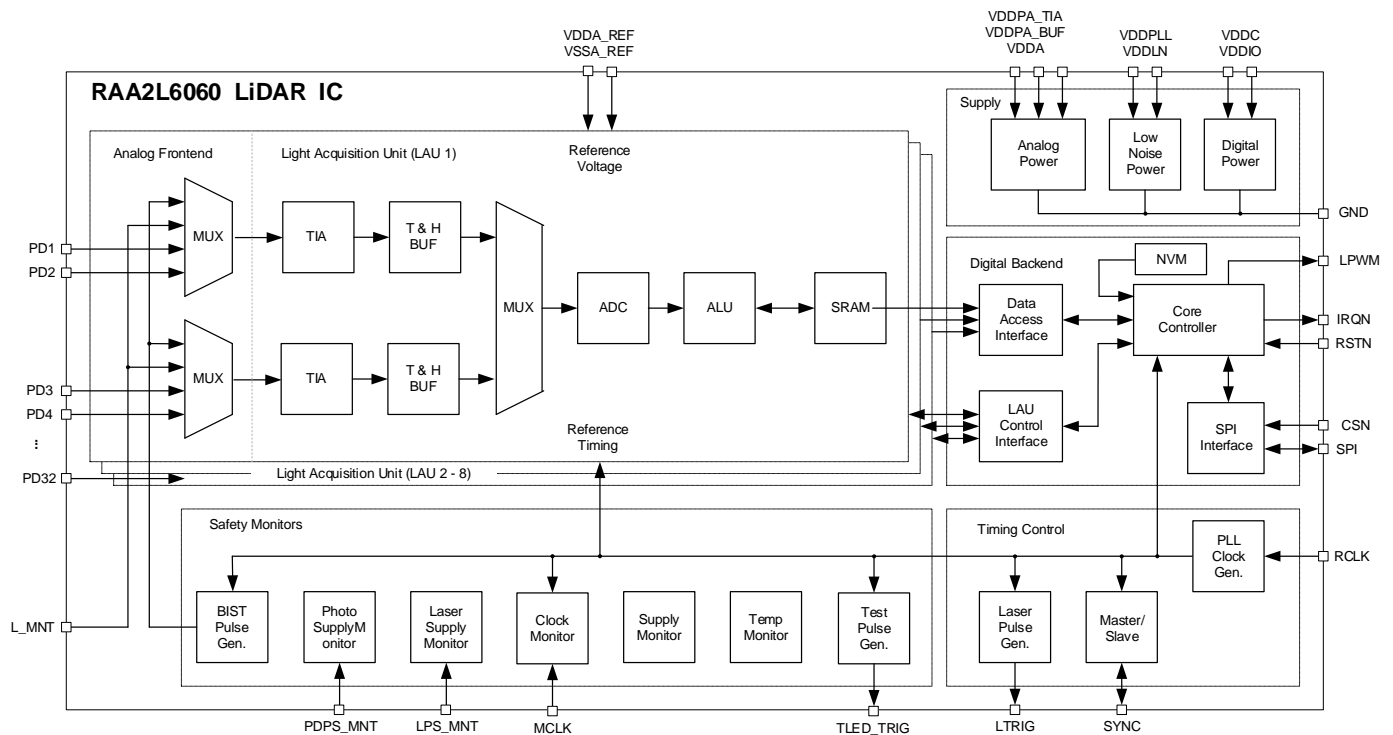 VDDA_REF
VSSA_REF
VDDPA_TIA
VDDPA_BUF
VDDA
VDDPLL
VDDLN
VDDC
VDDIO
RAA2L6060 LiDAR IC
Supply
Analog
Power
Low
Noise
Power
Digital
Power
GND
Analog Frontend
Light Acquisition Unit (LAU 1)
Reference
Voltage
PD1
PD2
MUX
TIA
T & H
BUF
MUX
ADC
ALU
SRAM
MUX
TIA
T & H
BUF
PD3
PD4
...
PD32
Reference
Timing
Light Acquisition Unit (LAU 2 - 8)
Digital Backend
NVM
Data
Access
Interface
Core
Controller
LAU
Control
Interface
SPI
Interface
LPWM
IRQN
RSTN
CSN
SPI
Safety Monitors
L_MNT
BIST
Pulse
Gen.
Photo
SupplyM
onitor
Laser
Supply
Monitor
Clock
Monitor
Supply
Monitor
Temp
Monitor
Test
Pulse
Gen.
Timing Control
PLL
Clock
Gen.
RCLK
Laser
Pulse
Gen.
Master/
Slave
PDPS_MNT
LPS_MNT
MCLK
TLED_TRIG
LTRIG
SYNC